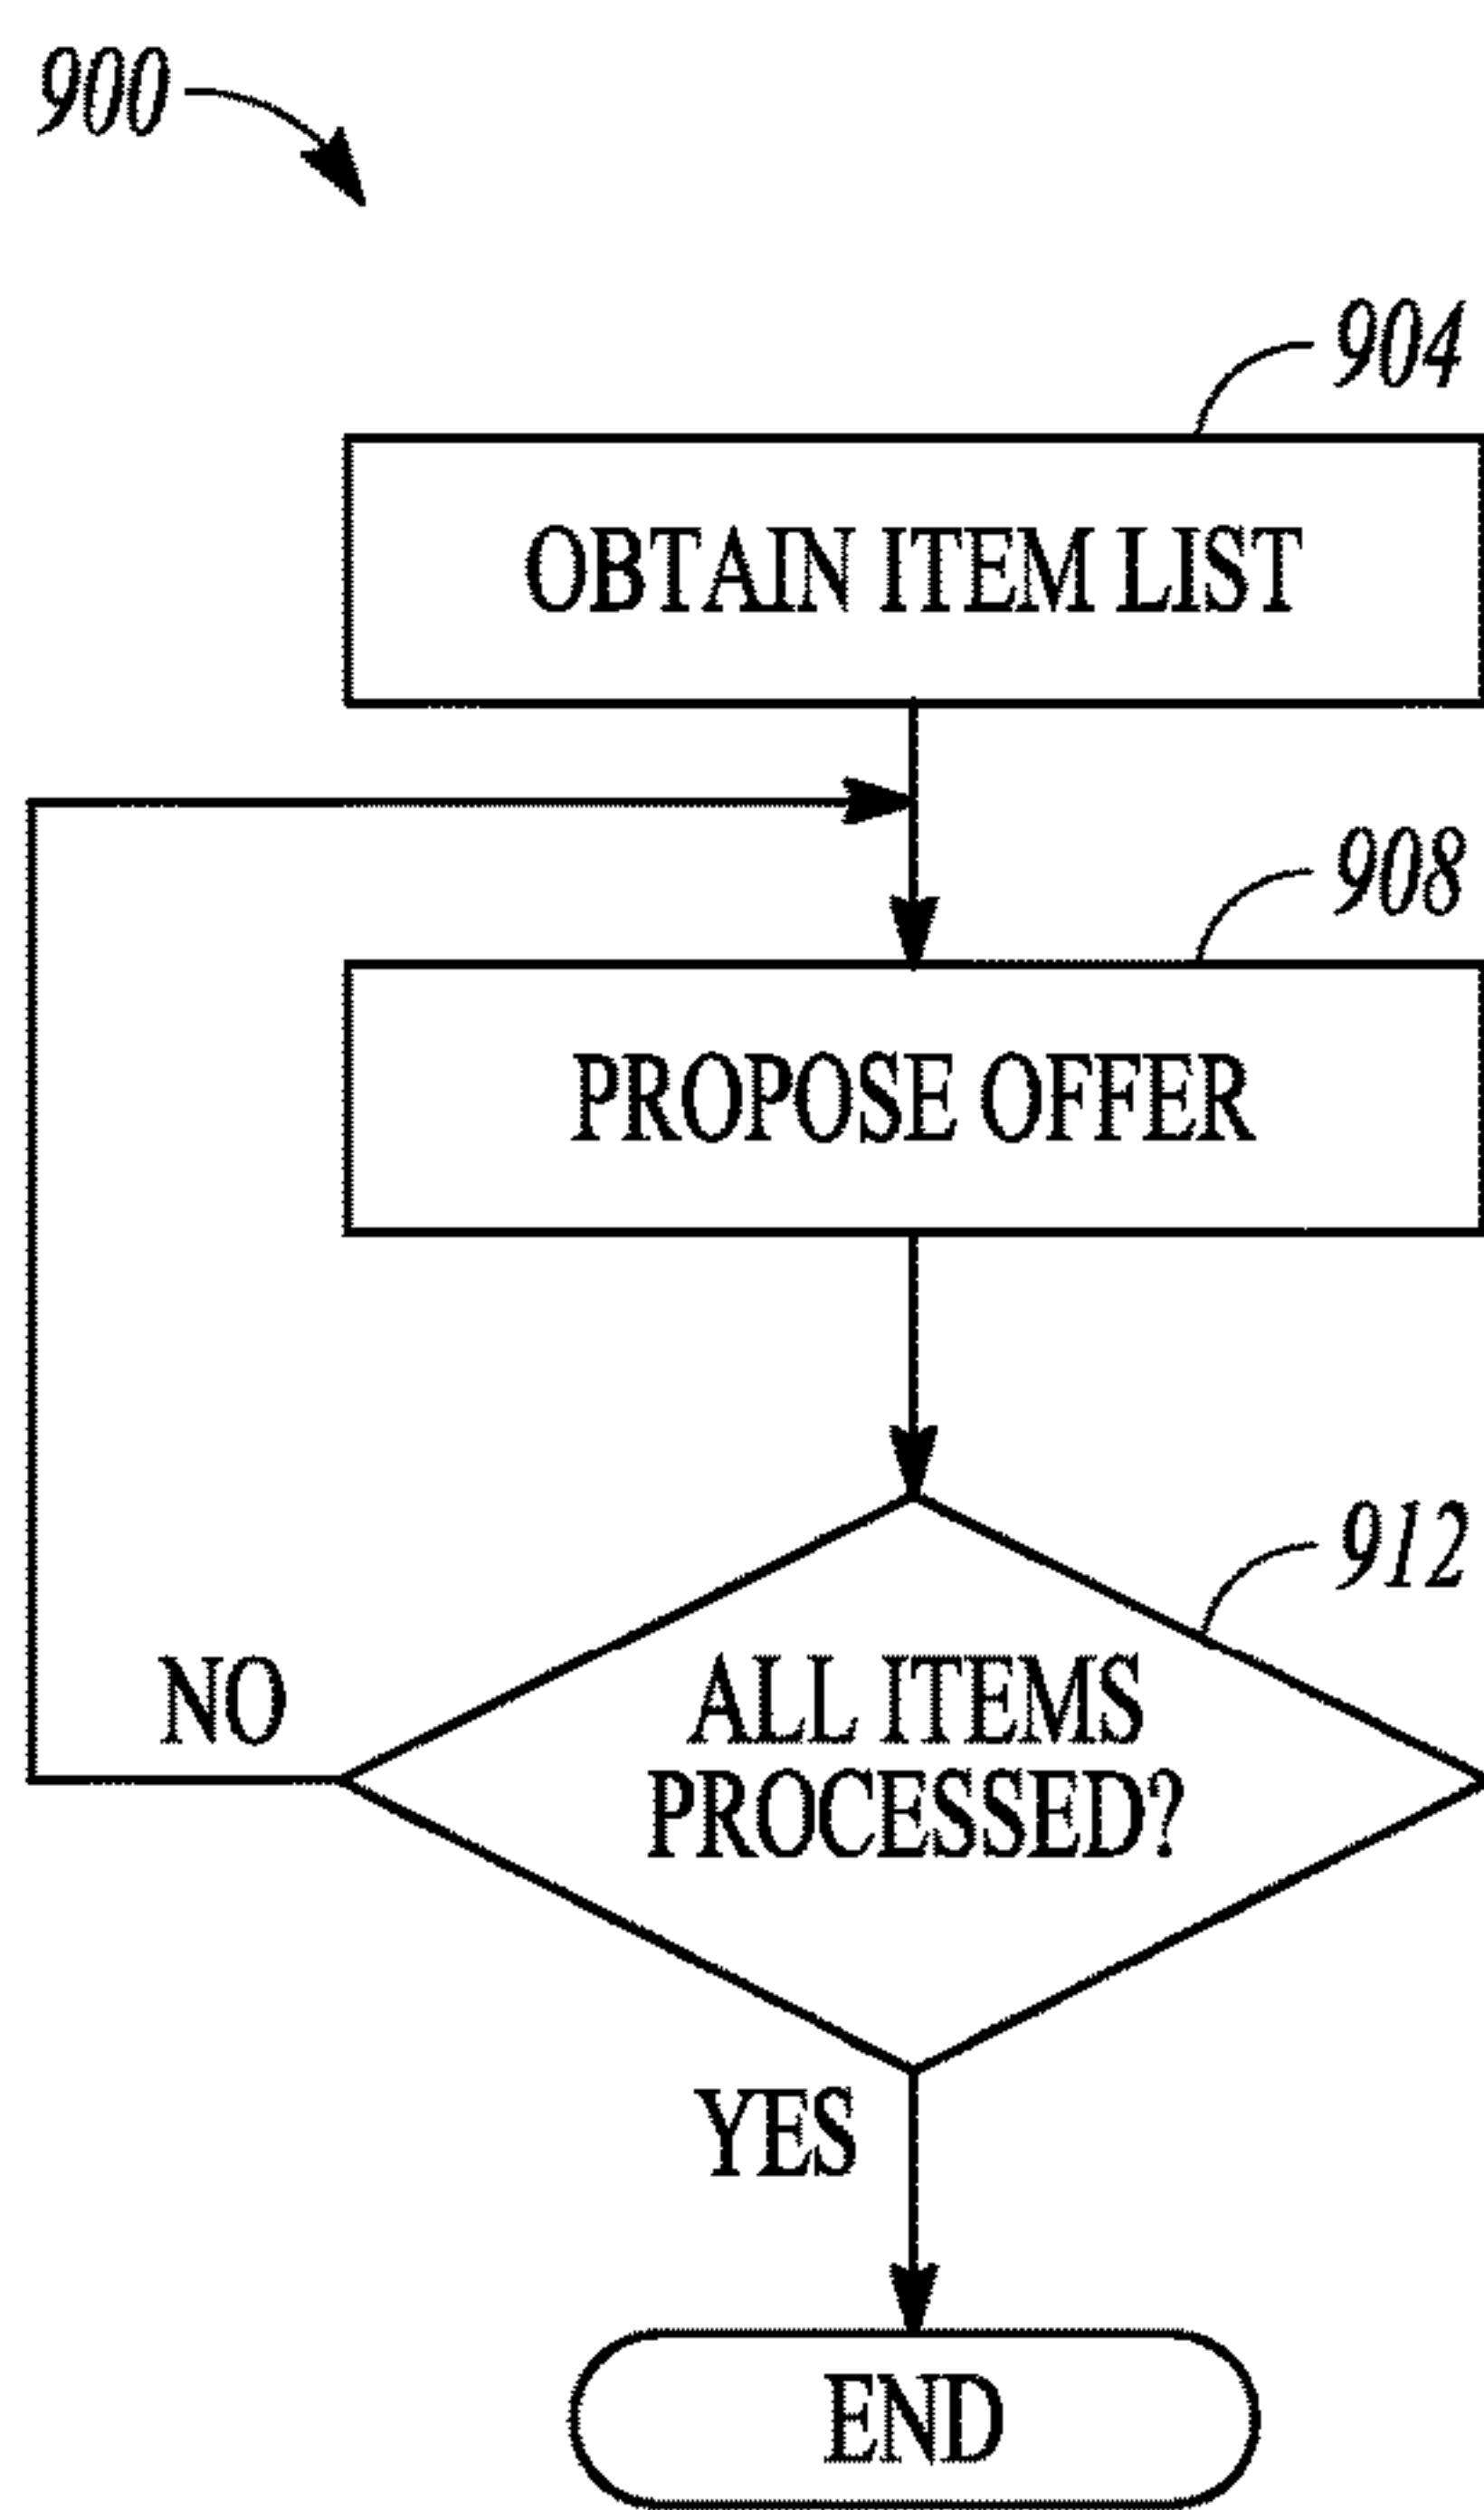 900
904
OBTAIN ITEM LIST
908
PROPOSE OFFER
912
NO
ALL ITEMS
PROCESSED?
YES
END